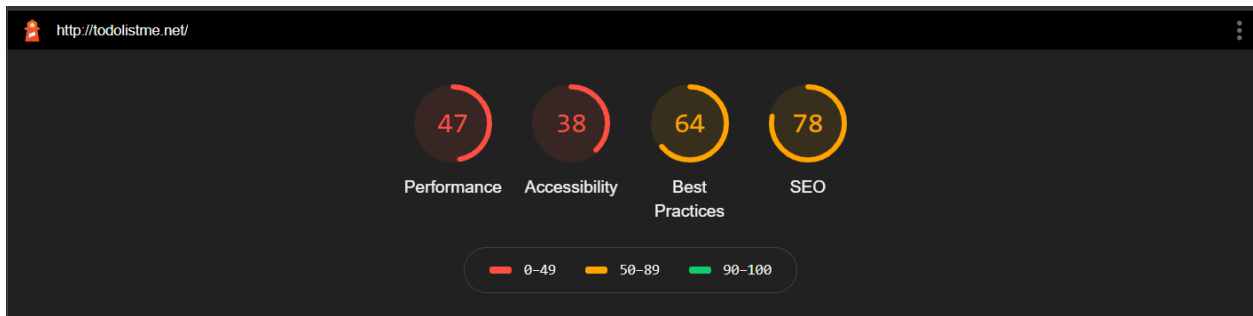 http://todolistme.net/
47 38 64 78
Performance Accessibility Best SEO
Practices
0–49 50–89 90–100